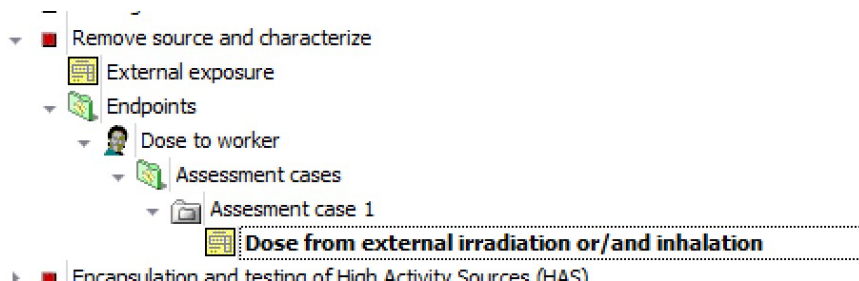 Remove source and characterize
External exposure
Endpoints
Dose to worker
Assessment cases
Assesment case 1
Dose from external irradiation or/and inhalation
Encapsulation and testing of High Activity Sources (HAS)